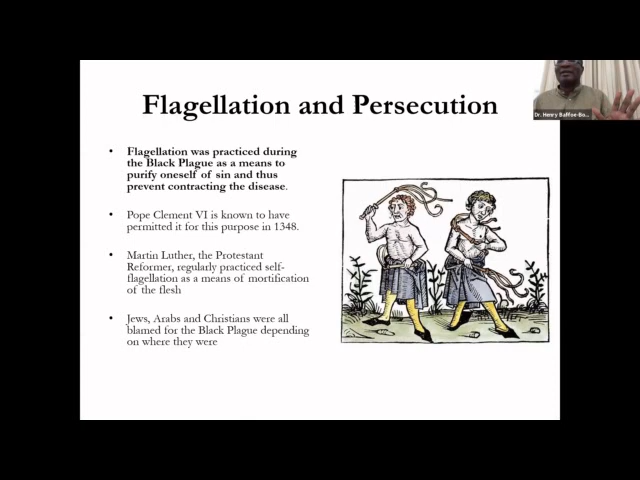 Flagellation and Persecution
• Flagellation was practiced during
the Black Plague as a means to
purify oneself of sin and thus
prevent contracting the disease.
• Pope Clement VI is known to have
permitted it for this purpose in 1348.
• Martin Luther, the Protestant
Reformer, regularly practiced self-
flagellation as a means of mortification
of the flesh
• Jews, Arabs and Christians were all
blamed for the Black Plague depending
on where they were
Dr. Henry Baffoe-Bo...